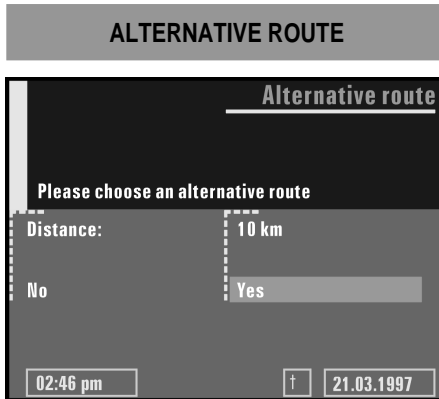 ALTERNATIVE ROUTE
Alternative route
Please choose an alternative route
Distance: 10 km
No Yes
02:46 pm † 21.03.1997